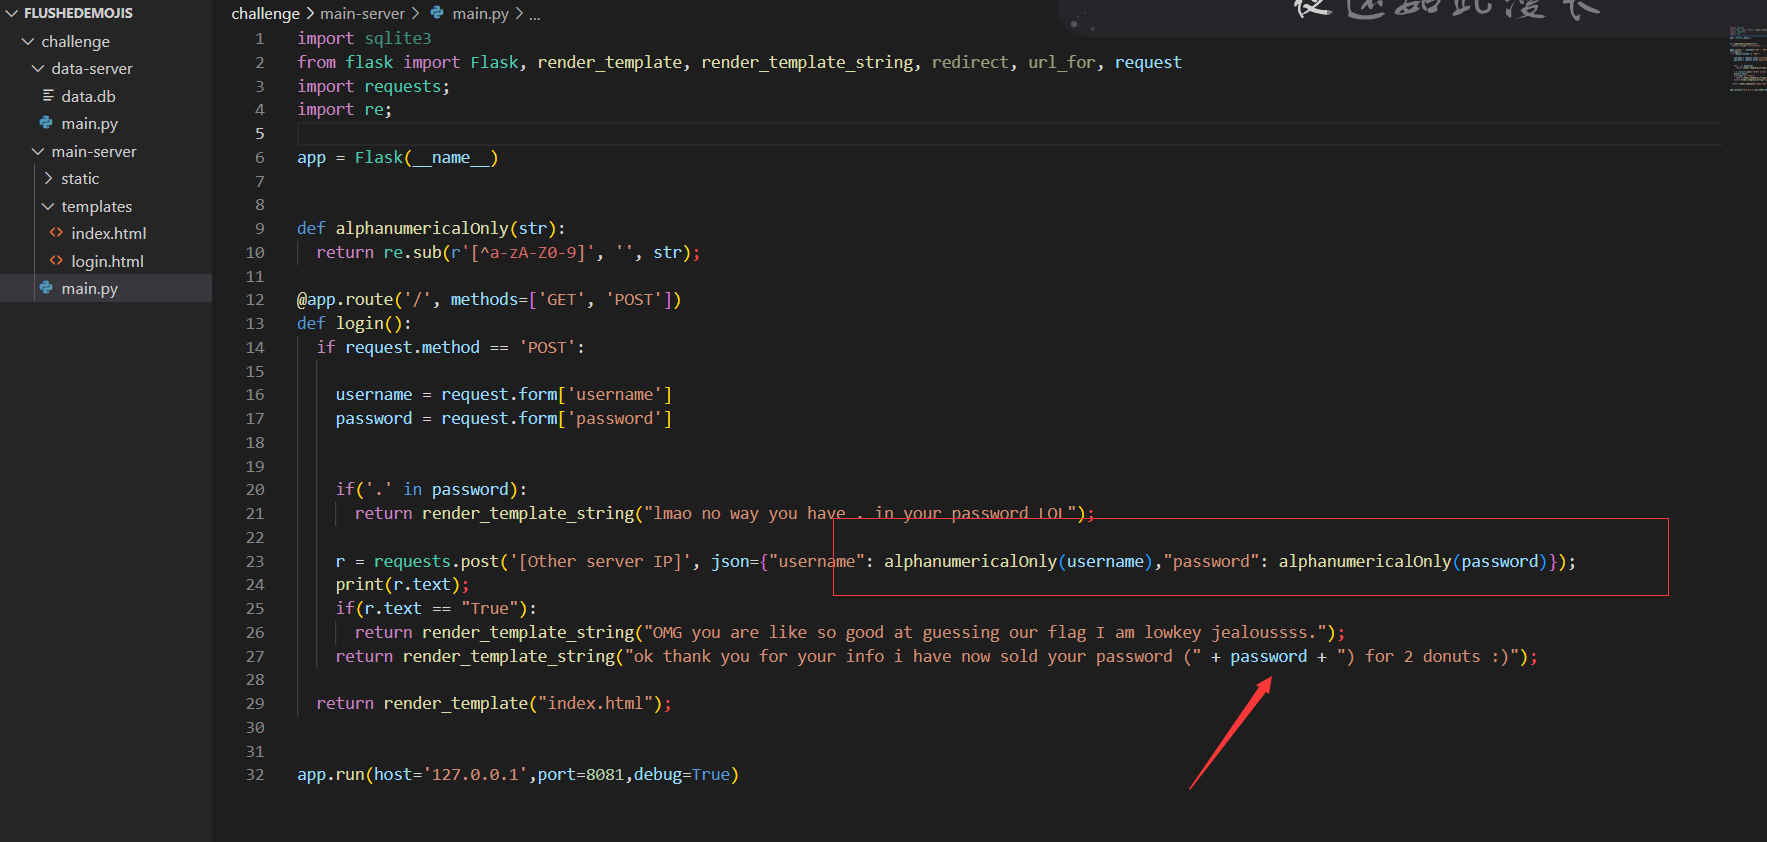 FLUSHEDEMOJIS
challenge
data-server
data.db
main.py
main-server
static
templates
index.html
login.html
main.py
challenge > main-server > main.py > ...
1 import sqlite3
2 from flask import Flask, render_template, render_template_string, redirect, url_for, request
3 import requests;
4 import re;
5
6 app = Flask(__name__)
7
8
9 def alphanumericalOnly(str):
10 return re.sub(r'[^a-zA-Z0-9]', '', str);
11
12 @app.route('/', methods=['GET', 'POST'])
13 def login():
14 if request.method == 'POST':
15
16 username = request.form['username']
17 password = request.form['password']
18
19
20 if('.' in password):
21 return render_template_string("lmao no way you have . in your password LOL");
22
23 r = requests.post('[Other server IP]', json={"username": alphanumericalOnly(username),"password": alphanumericalOnly(password)});
24 print(r.text);
25 if(r.text == "True"):
26 return render_template_string("OMG you are like so good at guessing our flag I am lowkey jealoussss.");
27 return render_template_string("ok thank you for your info i have now sold your password (" + password + ") for 2 donuts :)");
28
29 return render_template("index.html");
30
31
32 app.run(host='127.0.0.1',port=8081,debug=True)